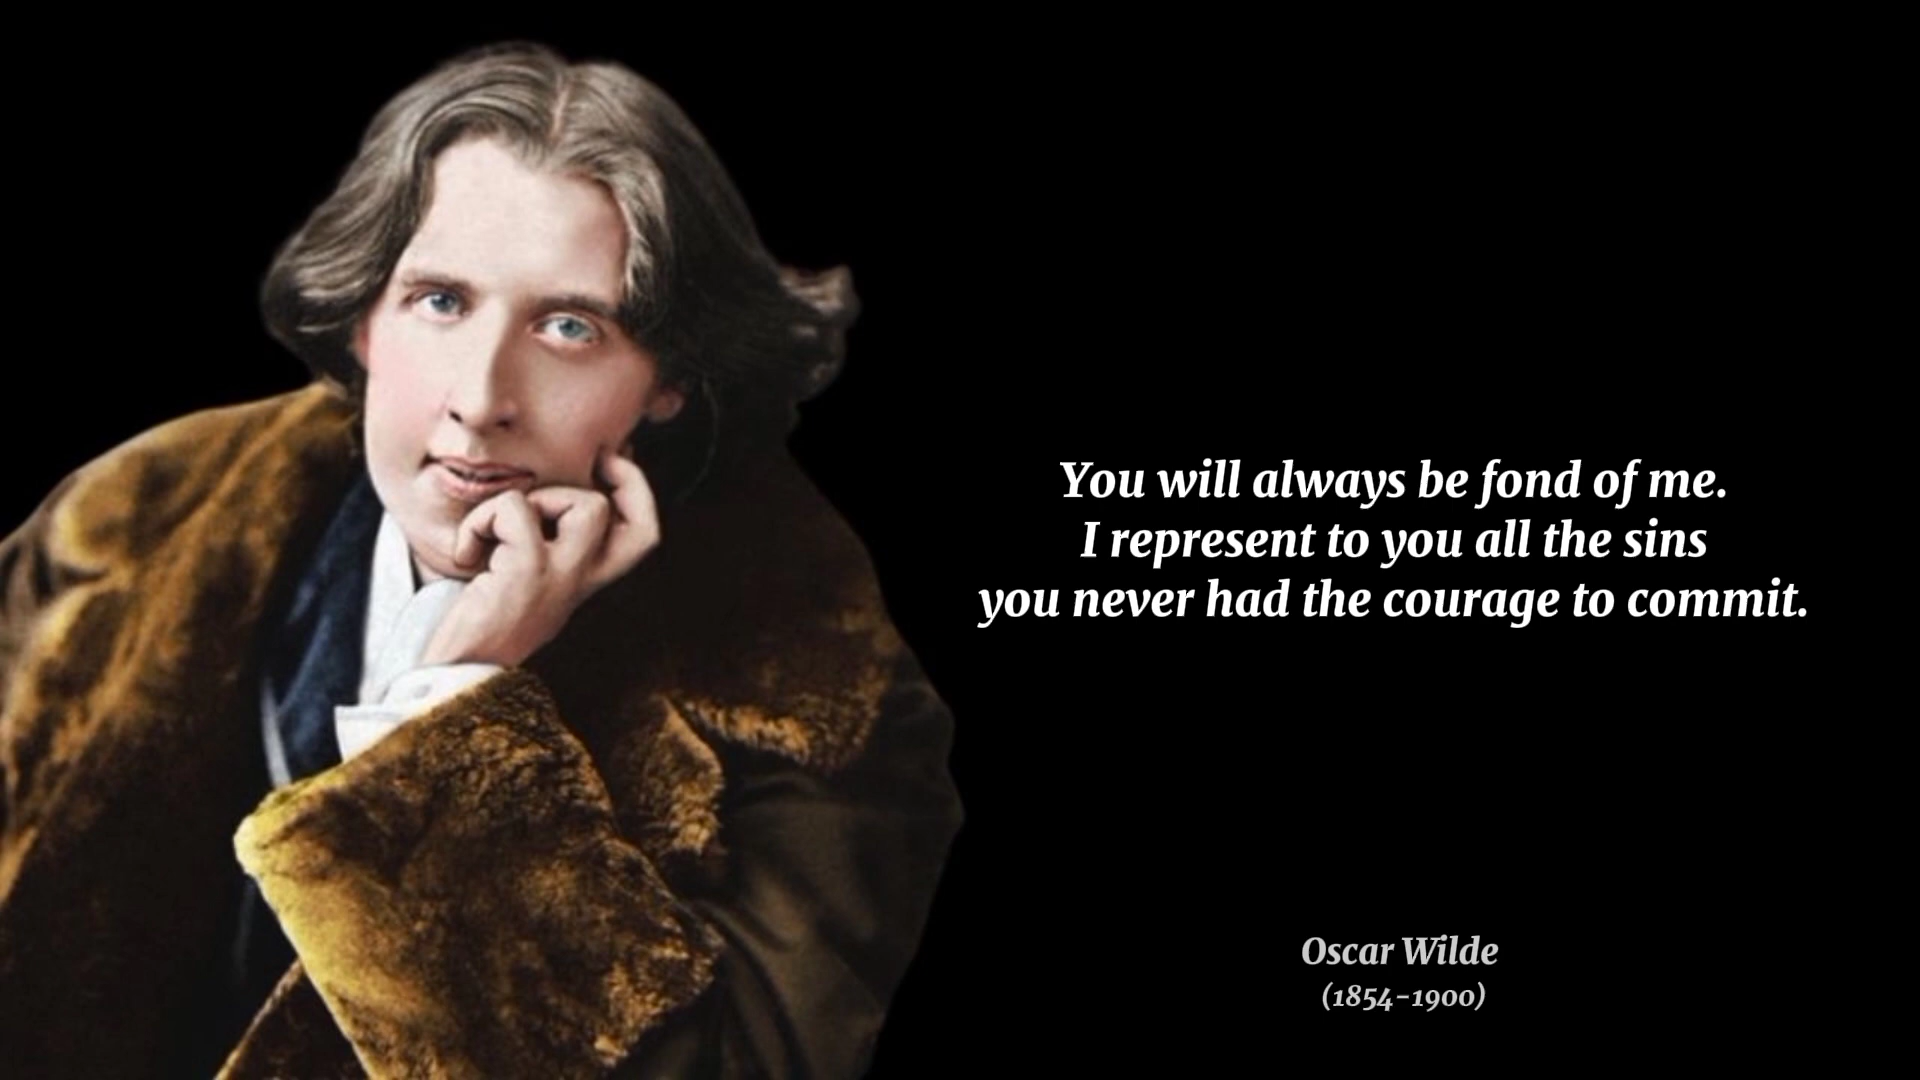 You will always be fond of me.
I represent to you all the sins
you never had the courage to commit.
Oscar Wilde
(1854-1900)